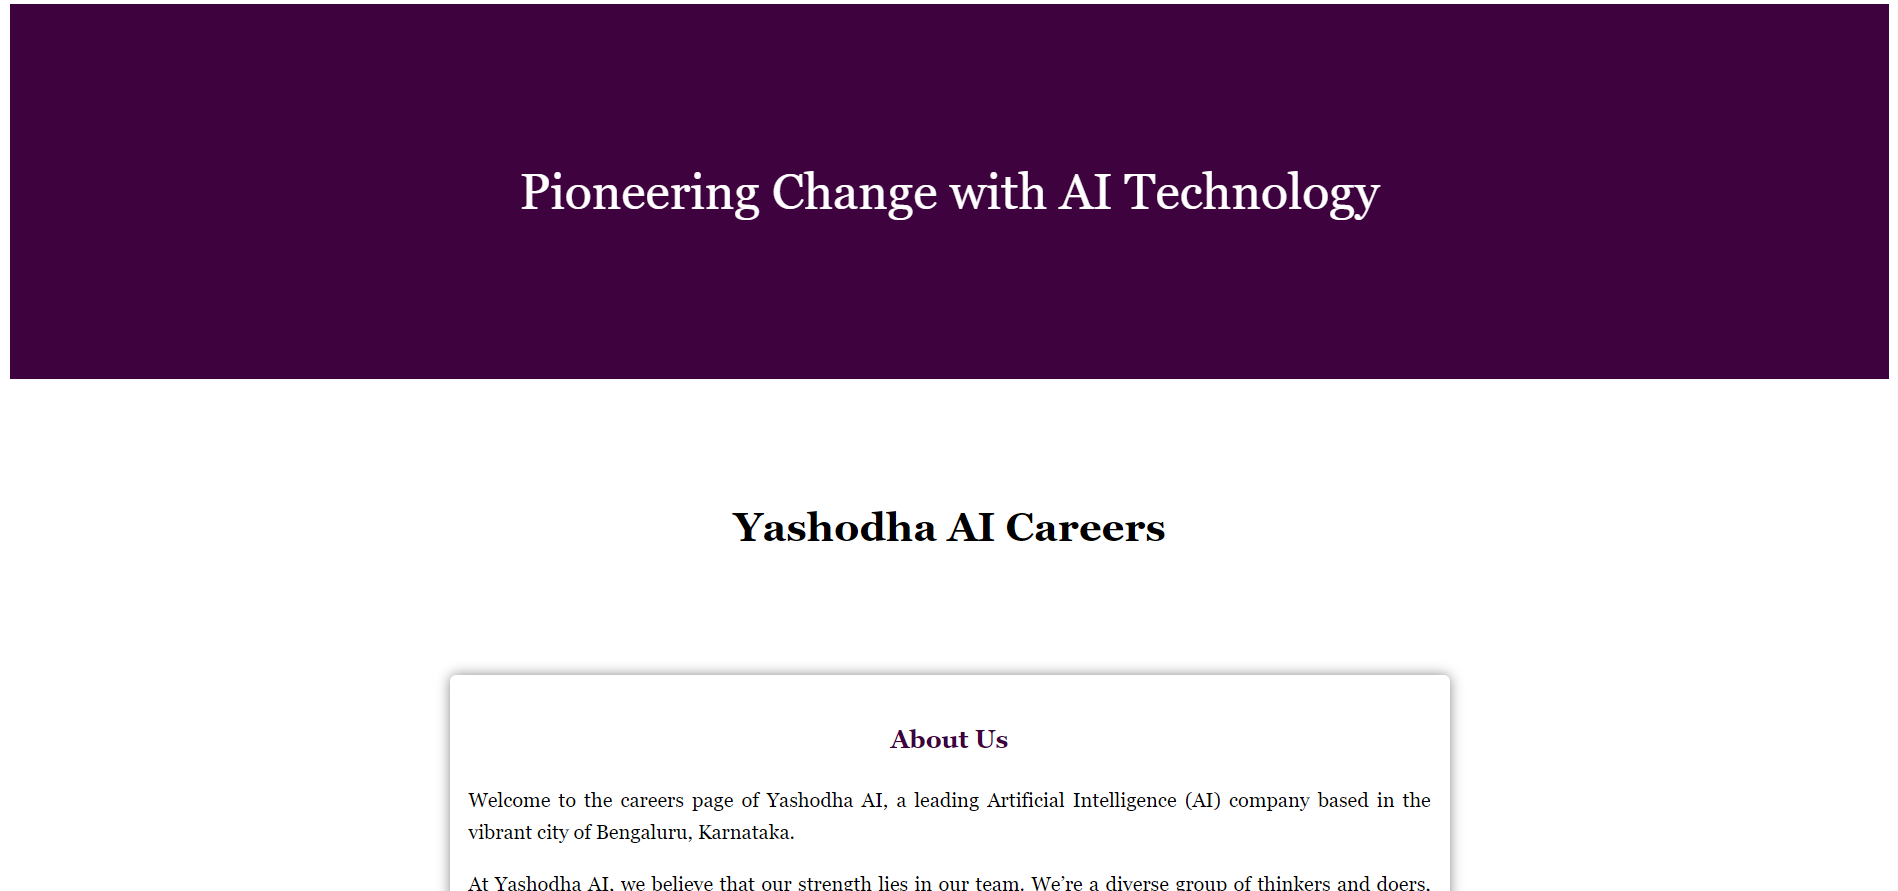 Pioneering Change with AI Technology
Yashodha AI Careers
About Us
Welcome to the careers page of Yashodha AI, a leading Artificial Intelligence (AI) company based in the
vibrant city of Bengaluru, Karnataka.
At Yashodha AI, we believe that our strength lies in our team. We’re a diverse group of thinkers and doers,